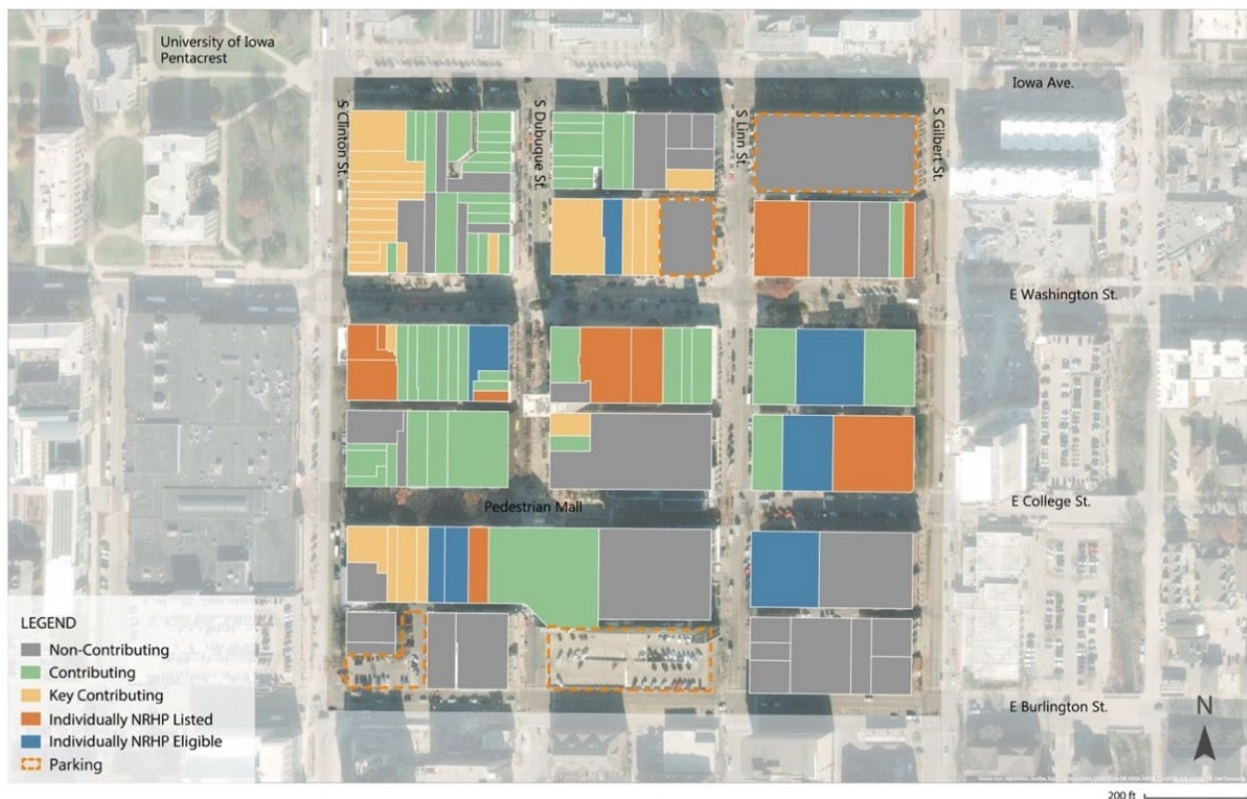 University of Iowa
Pentacrest
Iowa Ave.
S Clinton St.
S Dubuque St.
S Linn St.
S Gilbert St.
E Washington St.
E College St.
Pedestrian Mall
LEGEND
Non-Contributing
Contributing
Key Contributing
Individually NRHP Listed
Individually NRHP Eligible
Parking
E Burlington St.
N
200 ft